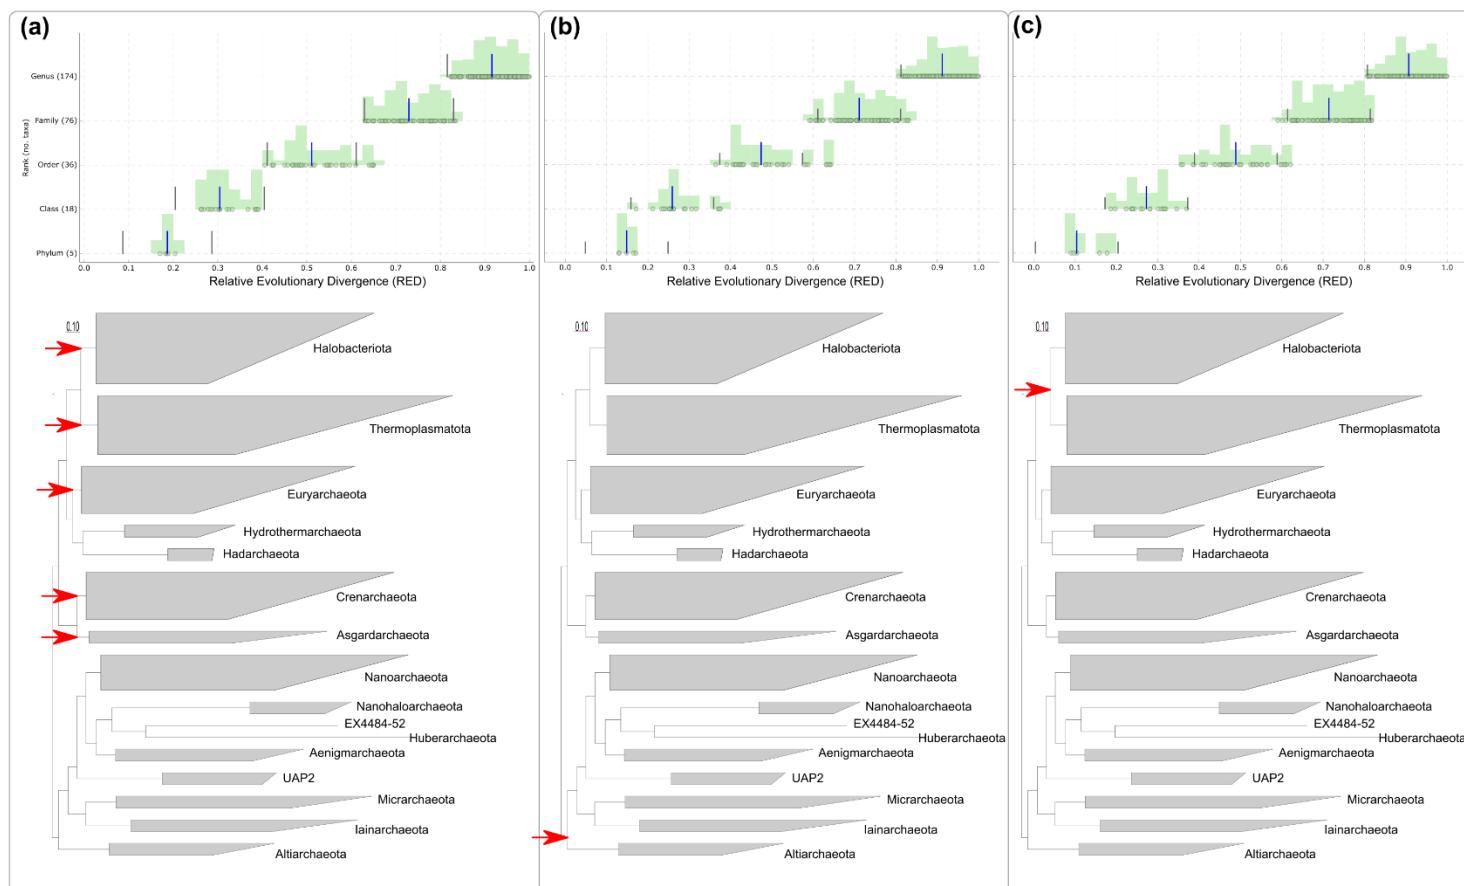 (a)
Rank (no. taxa)
Genus (174)
Family (76)
Order (36)
Class (18)
Phylum (5)
0.0 0.1 0.2 0.3 0.4 0.5 0.6 0.7 0.8 0.9 1.0
Relative Evolutionary Divergence (RED)
0.10
Halobacteriota
Thermoplasmatota
Euryarchaeota
Hydrothermarchaeota
Hadarchaeota
Crenarchaeota
Asgardarchaeota
Nanoarchaeota
Nanohaloarchaeota
EX4484-52
Huberarchaeota
Aenigmarchaeota
UAP2
Micrarchaeota
Iainarchaeota
Altiarchaeota
(b)
0.0 0.1 0.2 0.3 0.4 0.5 0.6 0.7 0.8 0.9 1.0
Relative Evolutionary Divergence (RED)
0.10
Halobacteriota
Thermoplasmatota
Euryarchaeota
Hydrothermarchaeota
Hadarchaeota
Crenarchaeota
Asgardarchaeota
Nanoarchaeota
Nanohaloarchaeota
EX4484-52
Huberarchaeota
Aenigmarchaeota
UAP2
Micrarchaeota
Iainarchaeota
Altiarchaeota
(c)
0.0 0.1 0.2 0.3 0.4 0.5 0.6 0.7 0.8 0.9 1.0
Relative Evolutionary Divergence (RED)
0.10
Halobacteriota
Thermoplasmatota
Euryarchaeota
Hydrothermarchaeota
Hadarchaeota
Crenarchaeota
Asgardarchaeota
Nanoarchaeota
Nanohaloarchaeota
EX4484-52
Huberarchaeota
Aenigmarchaeota
UAP2
Micrarchaeota
Iainarchaeota
Altiarchaeota